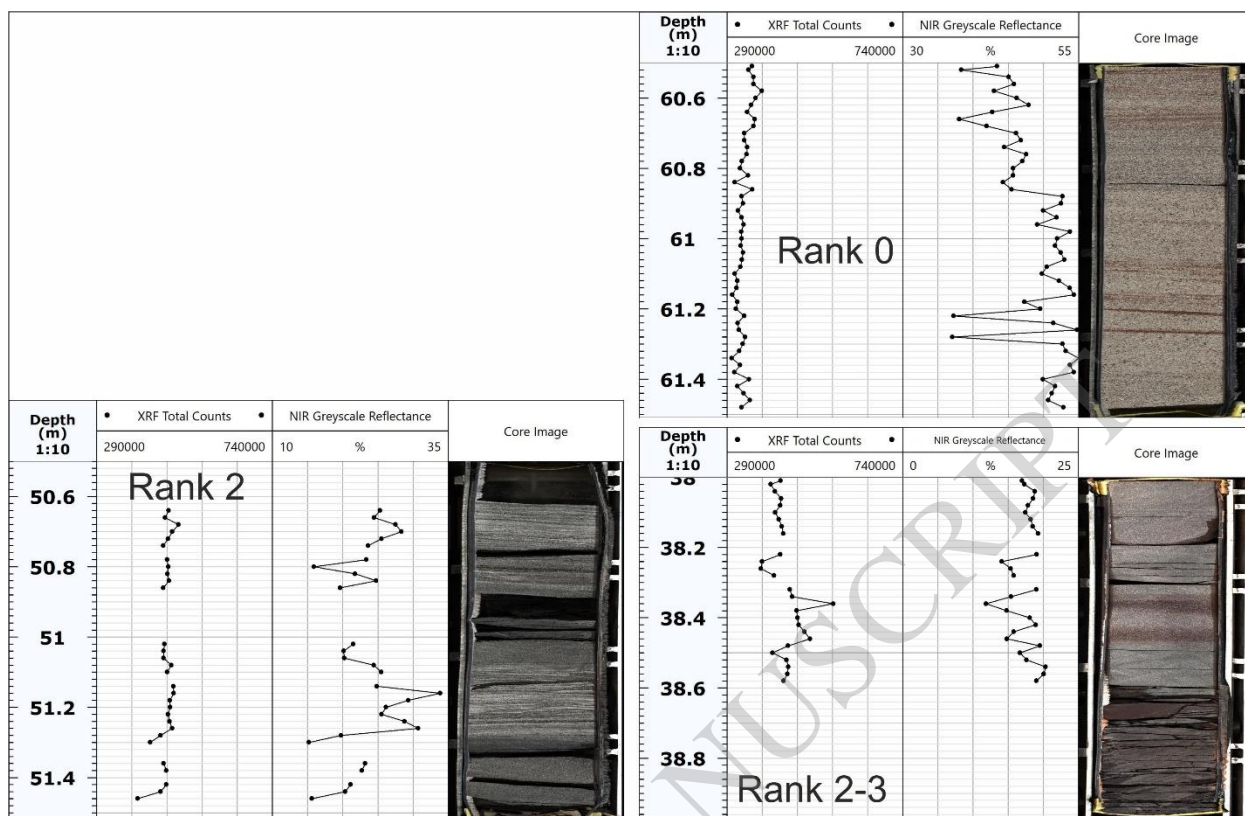 Depth
(m)
1:10
XRF Total Counts
290000 740000
NIR Greyscale Reflectance
30 % 55
Core Image
60.6
60.8
61
61.2
61.4
Rank 0
Depth
(m)
1:10
XRF Total Counts
290000 740000
NIR Greyscale Reflectance
10 % 35
Core Image
50.6
50.8
51
51.2
51.4
Rank 2
Depth
(m)
1:10
XRF Total Counts
290000 740000
NIR Greyscale Reflectance
0 % 25
Core Image
38
38.2
38.4
38.6
38.8
Rank 2-3
NUSCRIPT